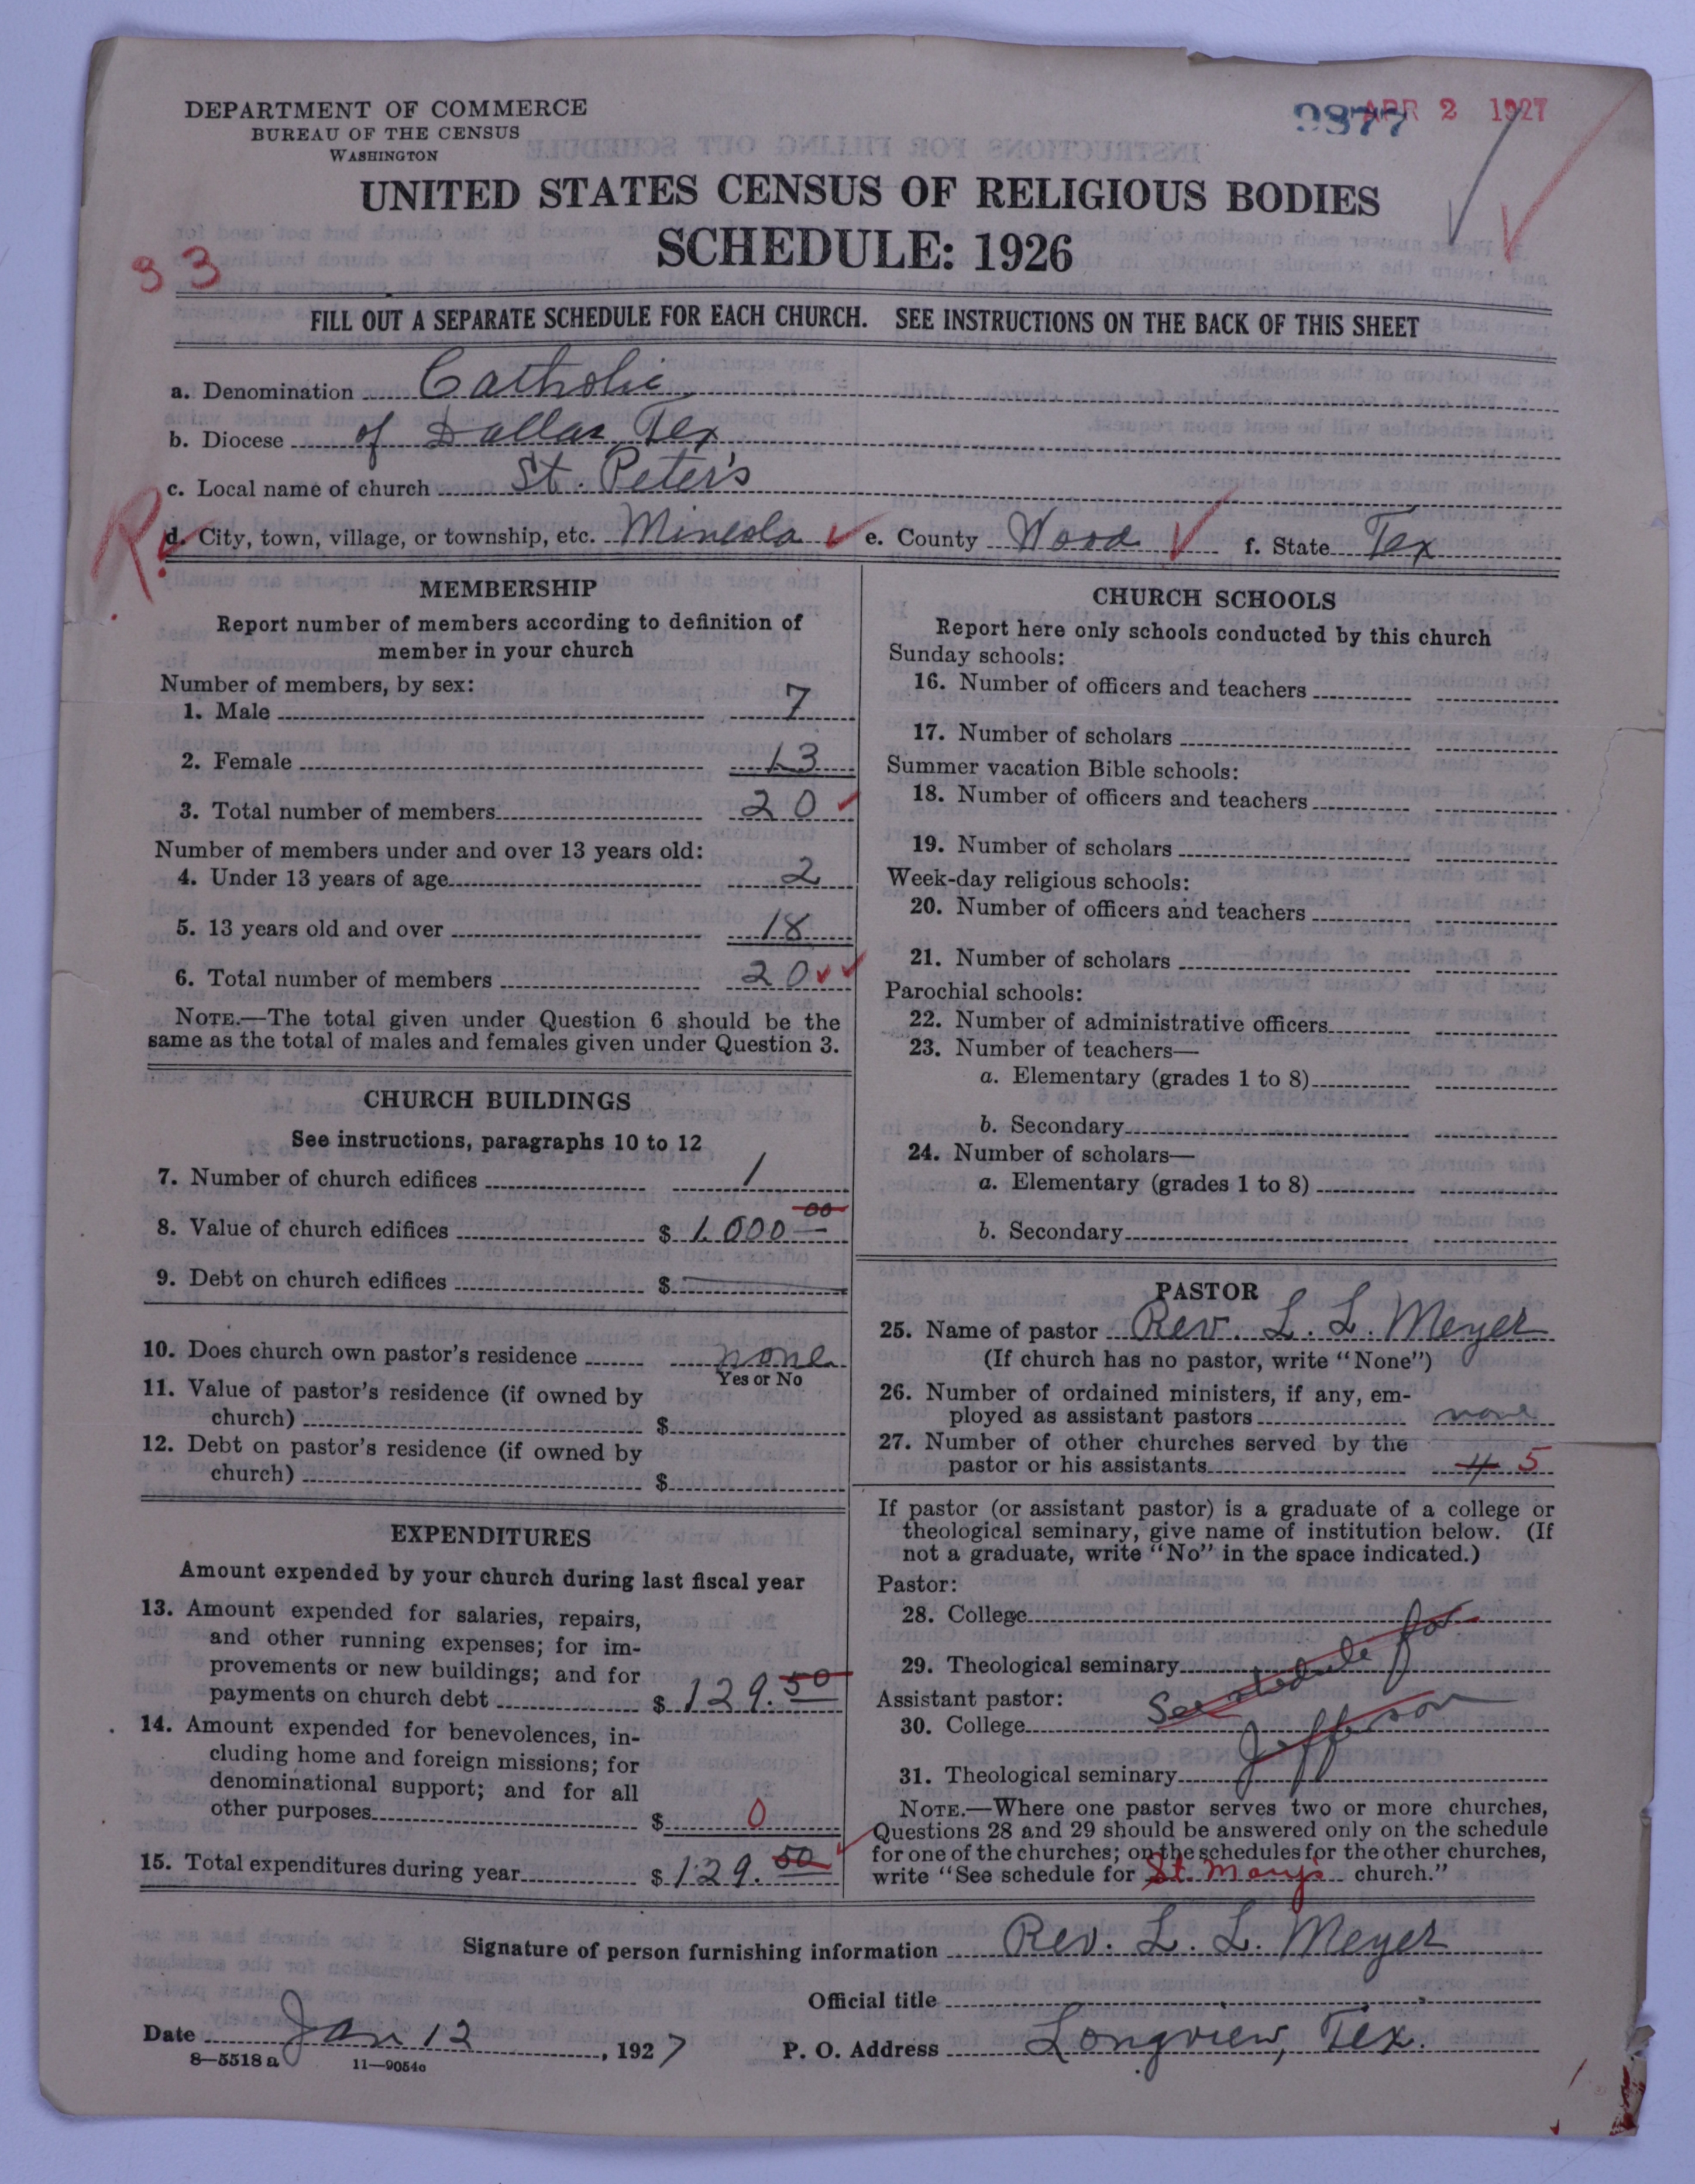 DEPARTMENT OF COMMERCE
BUREAU OF THE CENSUS
WASHINGTON
9877 APR 2 1927
UNITED STATES CENSUS OF RELIGIOUS BODIES
SCHEDULE: 1926
33
FILL OUT A SEPARATE SCHEDULE FOR EACH CHURCH. SEE INSTRUCTIONS ON THE BACK OF THIS SHEET
a. Denomination Catholic
b. Diocese of Dallas, Tex
c. Local name of church St. Peter's
R.
d. City, town, village, or township, etc. Mineola e. County Wood f. State Tex
MEMBERSHIP
Report number of members according to definition of
member in your church
Number of members, by sex:
1. Male 7
2. Female 13
3. Total number of members 20
Number of members under and over 13 years old:
4. Under 13 years of age 2
5. 13 years old and over 18
6. Total number of members 20
NOTE.—The total given under Question 6 should be the
same as the total of males and females given under Question 3.
CHURCH BUILDINGS
See instructions, paragraphs 10 to 12
7. Number of church edifices 1
8. Value of church edifices $ 1,000 00
9. Debt on church edifices $
10. Does church own pastor's residence none
Yes or No
11. Value of pastor's residence (if owned by
church) $
12. Debt on pastor's residence (if owned by
church) $
EXPENDITURES
Amount expended by your church during last fiscal year
13. Amount expended for salaries, repairs,
and other running expenses; for im-
provements or new buildings; and for
payments on church debt $ 129.50
14. Amount expended for benevolences, in-
cluding home and foreign missions; for
denominational support; and for all
other purposes $ 0
15. Total expenditures during year $ 129.50
CHURCH SCHOOLS
Report here only schools conducted by this church
Sunday schools:
16. Number of officers and teachers
17. Number of scholars
Summer vacation Bible schools:
18. Number of officers and teachers
19. Number of scholars
Week-day religious schools:
20. Number of officers and teachers
21. Number of scholars
Parochial schools:
22. Number of administrative officers
23. Number of teachers—
a. Elementary (grades 1 to 8)
b. Secondary
24. Number of scholars—
a. Elementary (grades 1 to 8)
b. Secondary
PASTOR
25. Name of pastor Rev. L. L. Meyer
(If church has no pastor, write "None")
26. Number of ordained ministers, if any, em-
ployed as assistant pastors none
27. Number of other churches served by the
pastor or his assistants 4 5
If pastor (or assistant pastor) is a graduate of a college or
theological seminary, give name of institution below. (If
not a graduate, write "No" in the space indicated.)
Pastor:
28. College
29. Theological seminary
See schedule for
Assistant pastor:
30. College
Jefferson
31. Theological seminary
NOTE.—Where one pastor serves two or more churches,
Questions 28 and 29 should be answered only on the schedule
for one of the churches; on the schedules for the other churches,
write "See schedule for St. Marys church."
Signature of person furnishing information Rev. L. L. Meyer
Official title
Date Jan 12, 1927 P. O. Address Longview, Tex.
8—5518 a 11—9054c